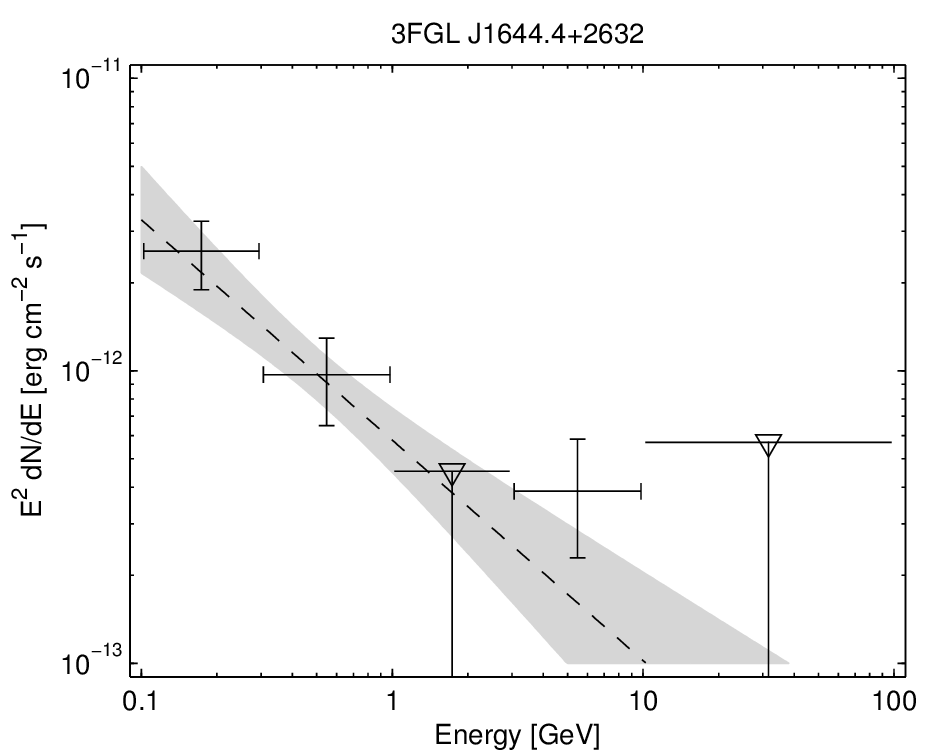 3FGL J1644.4+2632
10⁻¹¹
10⁻¹²
10⁻¹³
E² dN/dE [erg cm⁻² s⁻¹]
0.1 1 10 100
Energy [GeV]